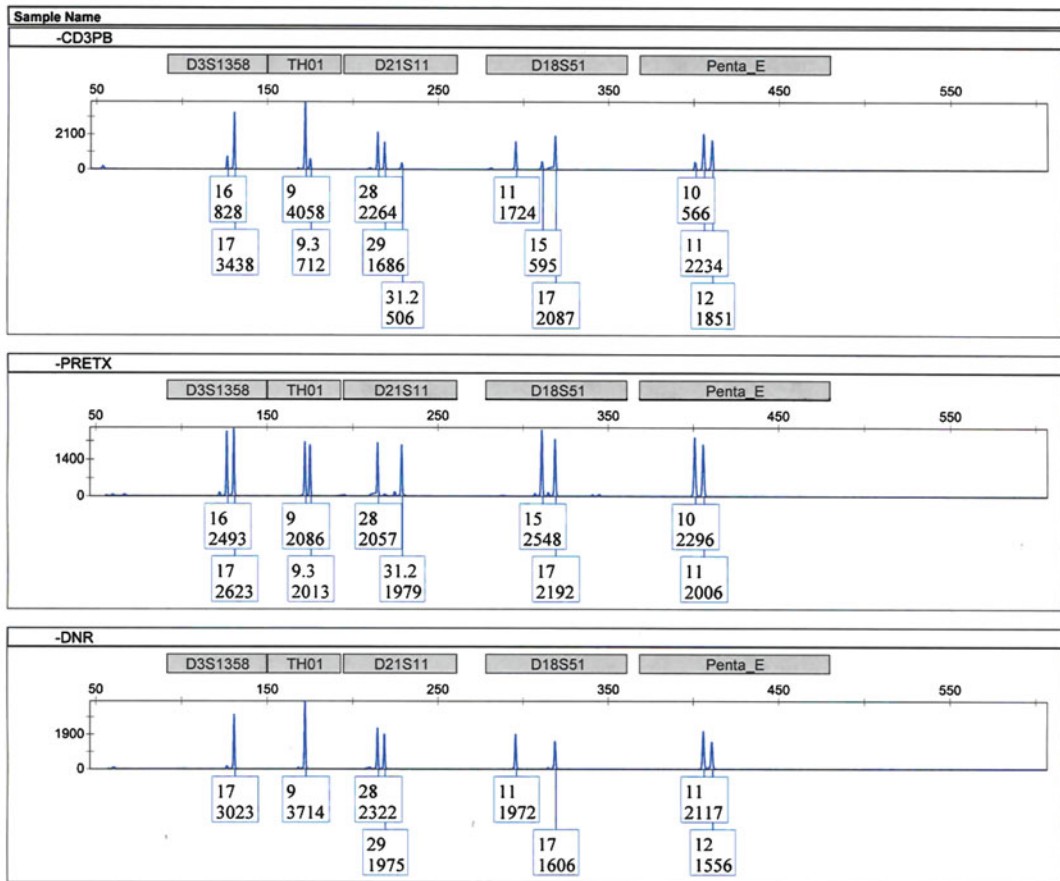 Sample Name
-CD3PB
D3S1358 TH01 D21S11 D18S51 Penta_E
50 150 250 350 450 550
2100
0
16 9 28 11 10
828 4058 2264 1724 566
17 9.3 29 15 11
3438 712 1686 595 2234
31.2 17 12
506 2087 1851
-PRETX
D3S1358 TH01 D21S11 D18S51 Penta_E
50 150 250 350 450 550
1400
0
16 9 28 15 10
2493 2086 2057 2548 2296
17 9.3 31.2 17 11
2623 2013 1979 2192 2006
-DNR
D3S1358 TH01 D21S11 D18S51 Penta_E
50 150 250 350 450 550
1900
0
17 9 28 11 11
3023 3714 2322 1972 2117
29 17 12
1975 1606 1556